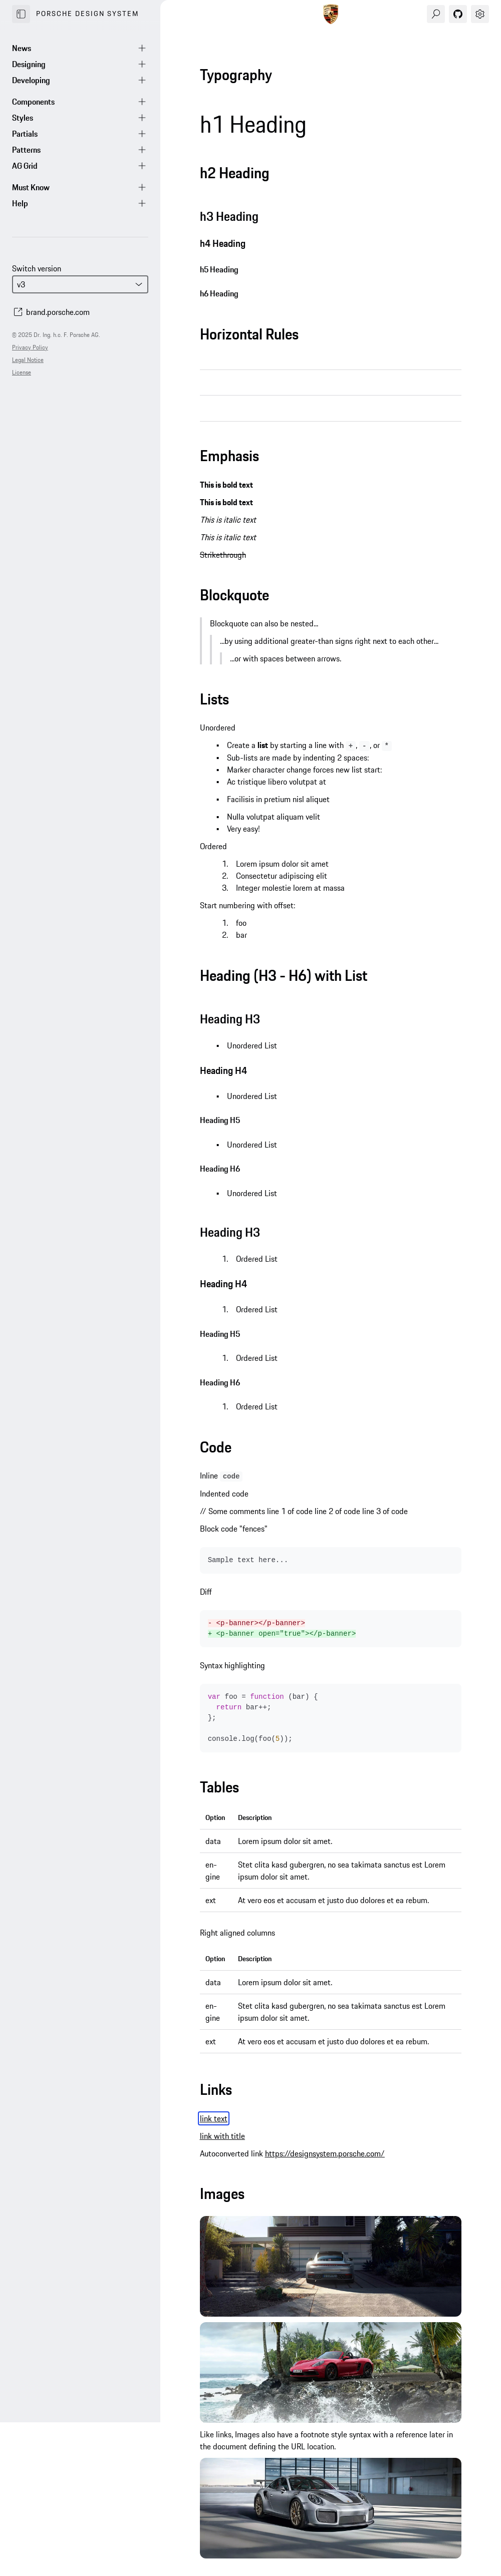 PORSCHE DESIGN SYSTEM
News
Designing
Developing
Components
Styles
Partials
Patterns
AG Grid
Must Know
Help
Switch version
v3
brand.porsche.com
© 2025 Dr. Ing. h.c. F. Porsche AG
Privacy Policy
Legal Notice
License
Typography
h1 Heading
h2 Heading
h3 Heading
h4 Heading
h5 Heading
h6 Heading
Horizontal Rules
Emphasis
This is bold text
This is bold text
This is italic text
This is italic text
Strikethrough
Blockquote
Blockquote can also be nested...
...by using additional greater-than signs right next to each other...
...or with spaces between arrows.
Lists
Unordered
• Create a list by starting a line with + , - , or *
• Sub-lists are made by indenting 2 spaces:
• Marker character change forces new list start:
• Ac tristique libero volutpat at
• Facilisis in pretium nisl aliquet
• Nulla volutpat aliquam velit
• Very easy!
Ordered
1. Lorem ipsum dolor sit amet
2. Consectetur adipiscing elit
3. Integer molestie lorem at massa
Start numbering with offset:
1. foo
2. bar
Heading (H3 - H6) with List
Heading H3
• Unordered List
Heading H4
• Unordered List
Heading H5
• Unordered List
Heading H6
• Unordered List
Heading H3
1. Ordered List
Heading H4
1. Ordered List
Heading H5
1. Ordered List
Heading H6
1. Ordered List
Code
Inline code
Indented code
// Some comments line 1 of code line 2 of code line 3 of code
Block code "fences"
Sample text here...
Diff
- <p-banner></p-banner>
+ <p-banner open="true"></p-banner>
Syntax highlighting
var foo = function (bar) {
  return bar++;
};
console.log(foo(5));
Tables
Option Description
data Lorem ipsum dolor sit amet.
en-
gine
Stet clita kasd gubergren, no sea takimata sanctus est Lorem
ipsum dolor sit amet.
ext At vero eos et accusam et justo duo dolores et ea rebum.
Right aligned columns
Option Description
data Lorem ipsum dolor sit amet.
en-
gine
Stet clita kasd gubergren, no sea takimata sanctus est Lorem
ipsum dolor sit amet.
ext At vero eos et accusam et justo duo dolores et ea rebum.
Links
link text
link with title
Autoconverted link https://designsystem.porsche.com/
Images
Like links, Images also have a footnote style syntax with a reference later in
the document defining the URL location.